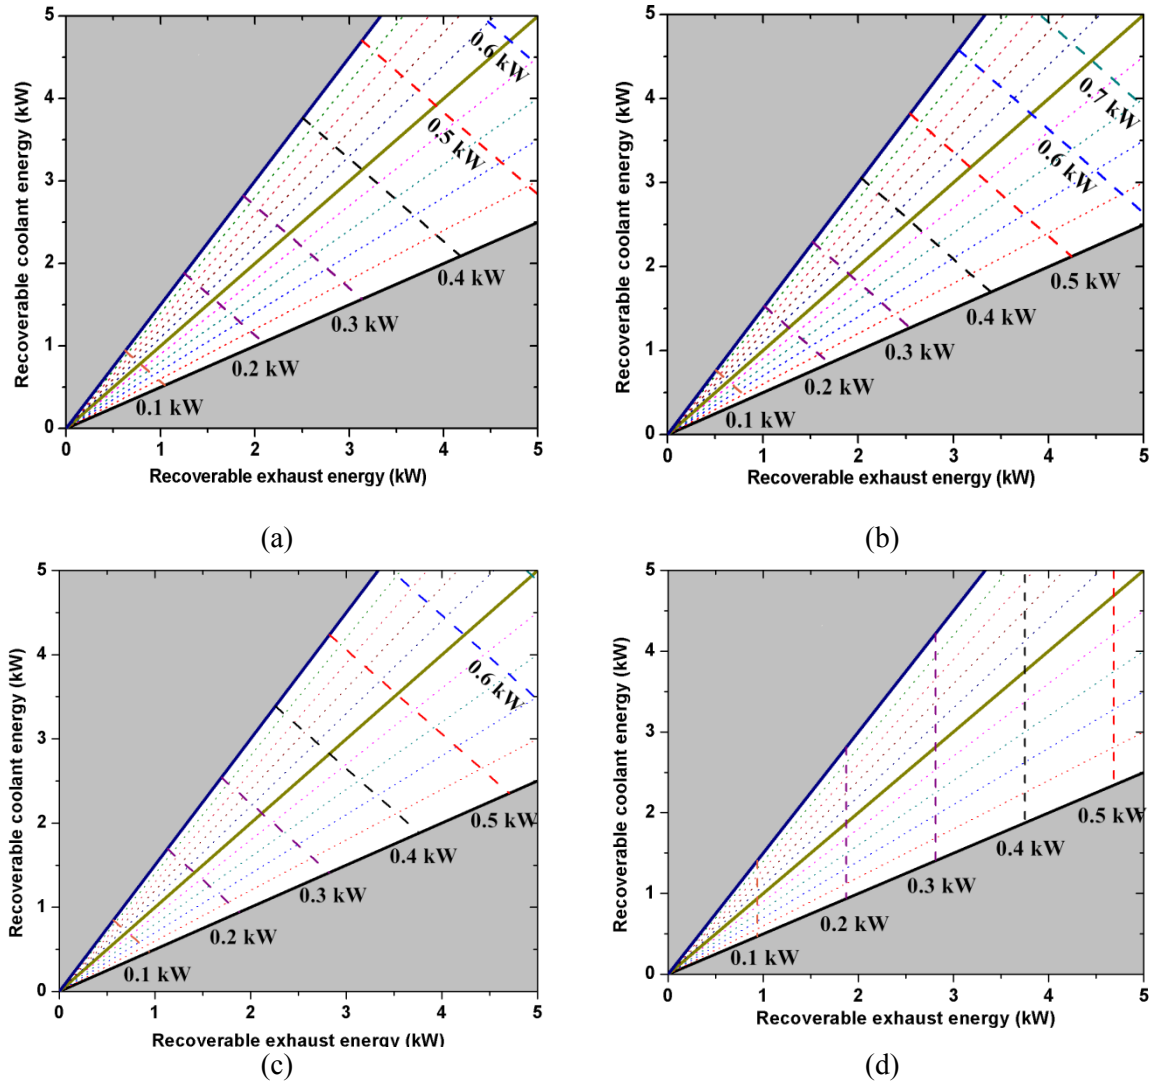 5
4
3
2
1
0
Recoverable coolant energy (kW)
0.6 kW
0.5 kW
0.4 kW
0.3 kW
0.2 kW
0.1 kW
0 1 2 3 4 5
Recoverable exhaust energy (kW)
(a)
5
4
3
2
1
0
Recoverable coolant energy (kW)
0.7 kW
0.6 kW
0.5 kW
0.4 kW
0.3 kW
0.2 kW
0.1 kW
0 1 2 3 4 5
Recoverable exhaust energy (kW)
(b)
5
4
3
2
1
0
Recoverable coolant energy (kW)
0.6 kW
0.5 kW
0.4 kW
0.3 kW
0.2 kW
0.1 kW
0 1 2 3 4 5
Recoverable exhaust energy (kW)
(c)
5
4
3
2
1
0
Recoverable coolant energy (kW)
0.5 kW
0.4 kW
0.3 kW
0.2 kW
0.1 kW
0 1 2 3 4 5
Recoverable exhaust energy (kW)
(d)